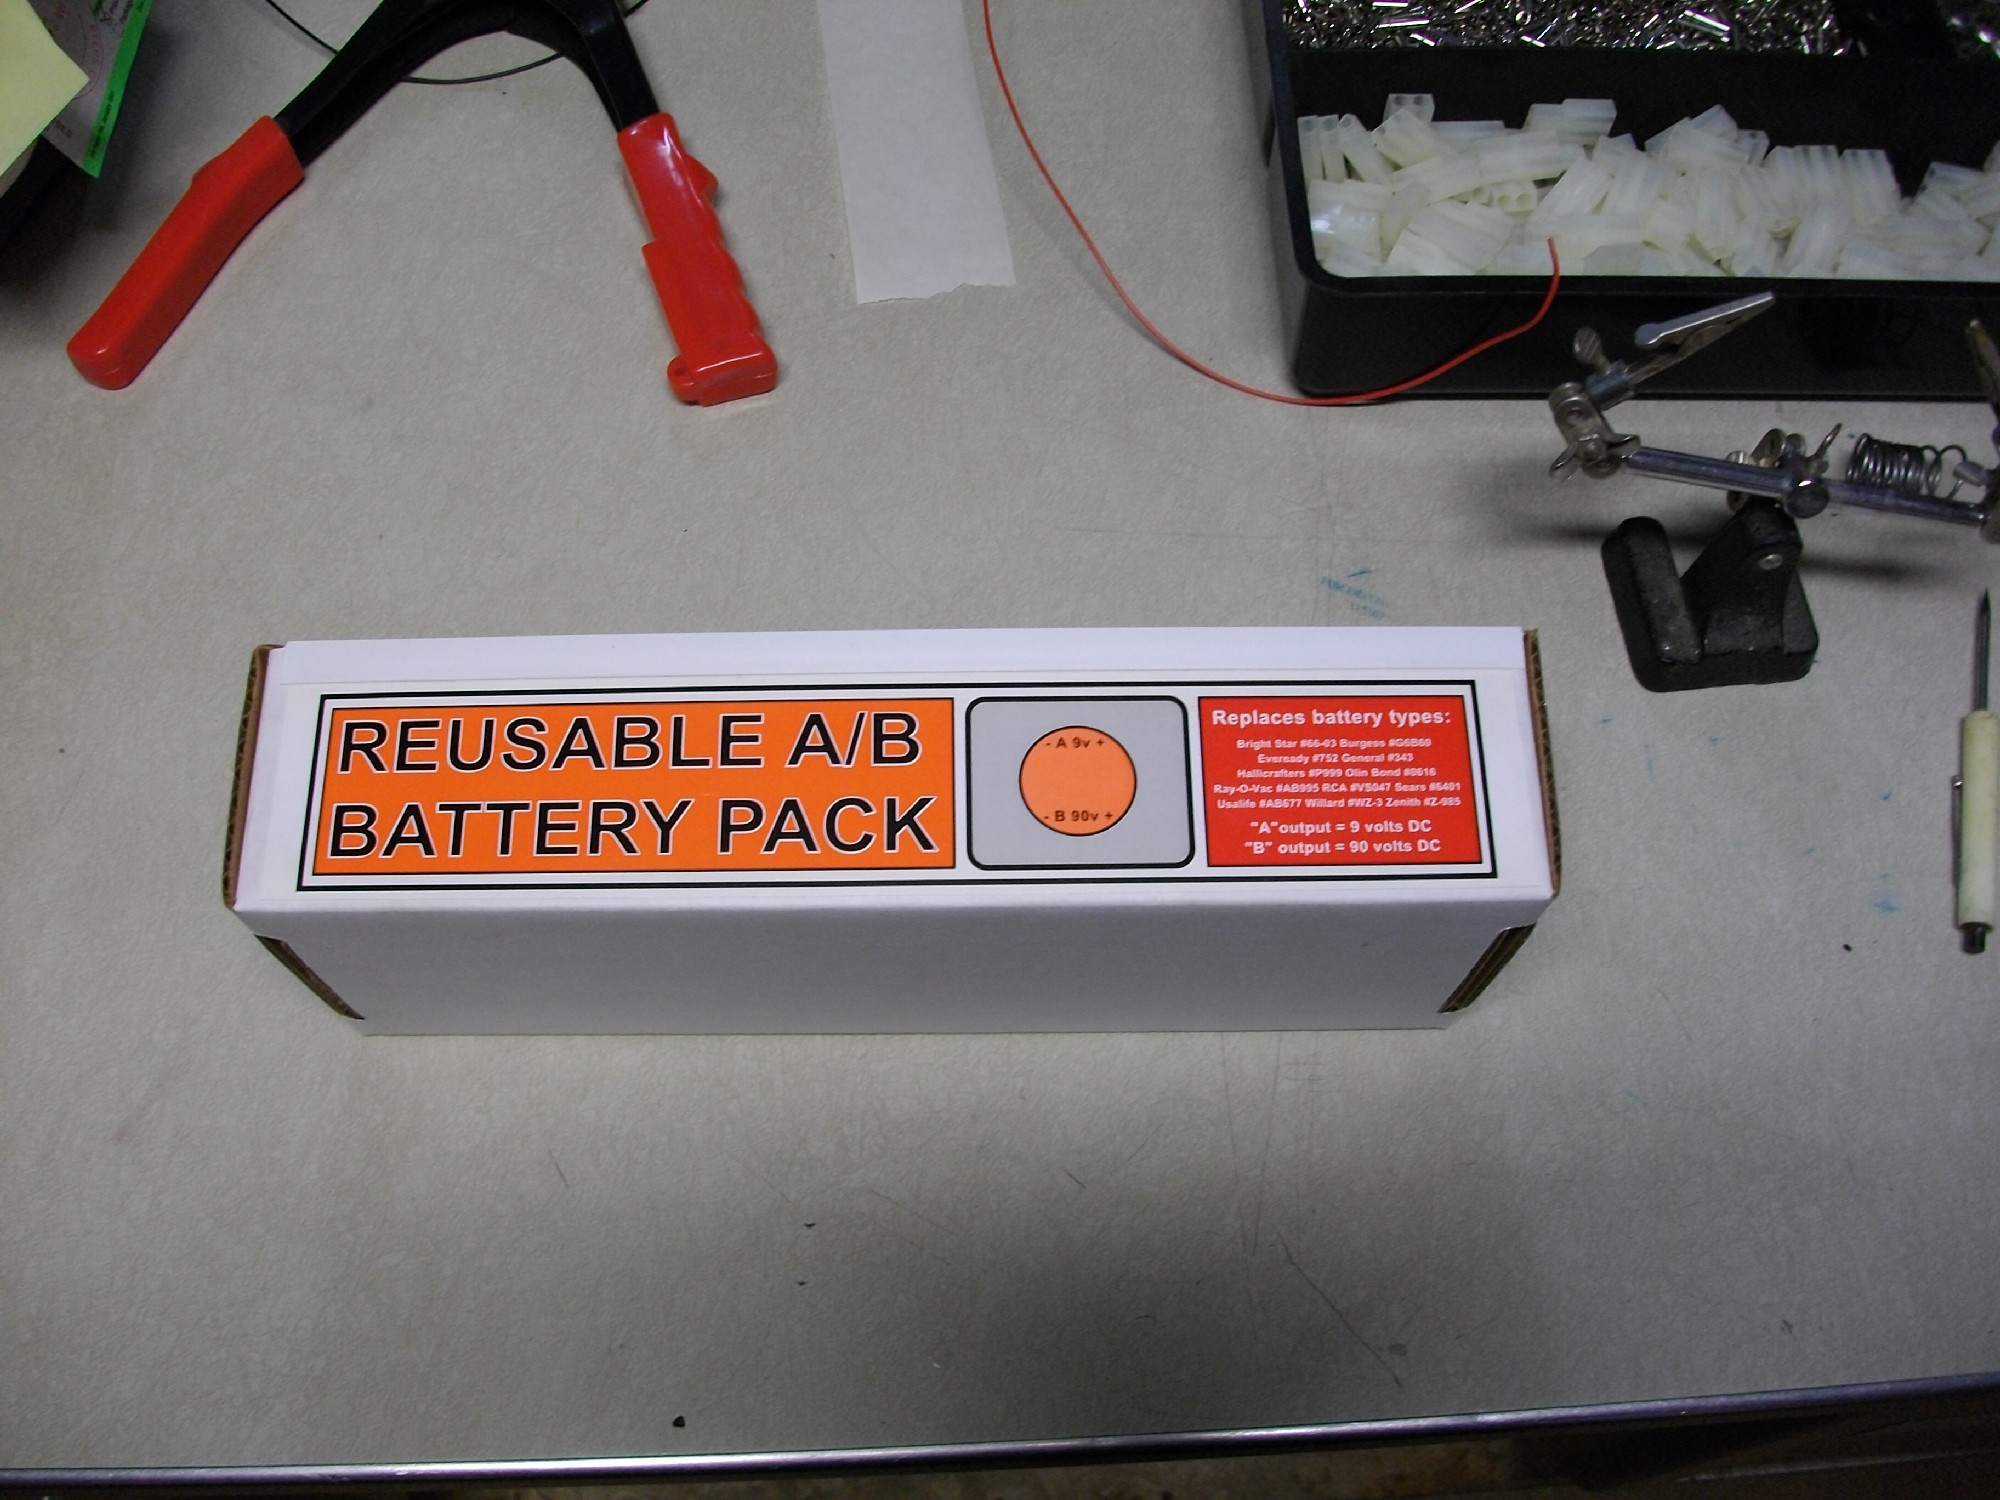 REUSABLE A/B
BATTERY PACK
- A 9v +
- B 90v +
Replaces battery types:
Bright Star #66-03 Burgess #G6B60
Eveready #752 General #343
Hallicrafters #P999 Olin Bond #0616
Ray-O-Vac #AB995 RCA #VS047 Sears #6401
Usalife #AB677 Willard #WZ-3 Zenith #Z-985
"A"output = 9 volts DC
"B" output = 90 volts DC